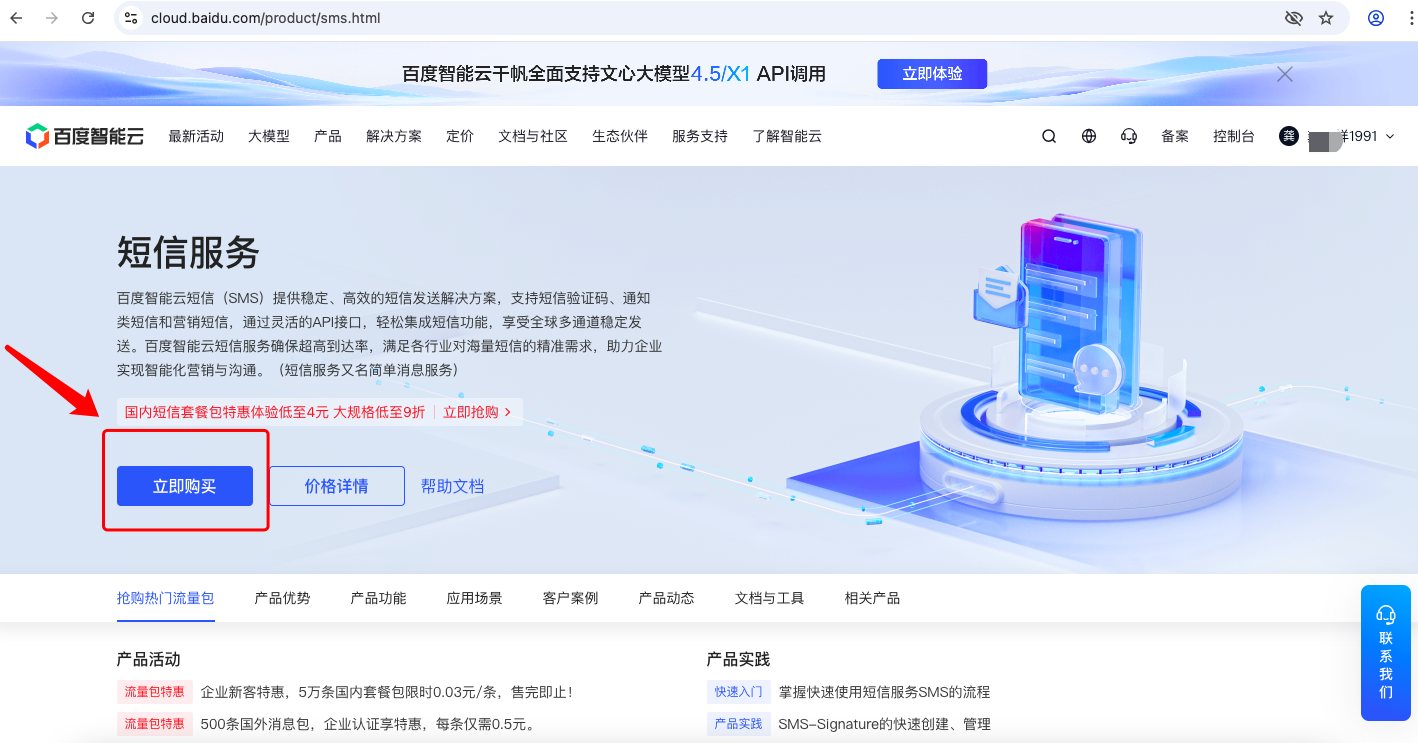 cloud.baidu.com/product/sms.html
百度智能云千帆全面支持文心大模型4.5/X1 API调用
立即体验
百度智能云
最新活动
大模型
产品
解决方案
定价
文档与社区
生态伙伴
服务支持
了解智能云
备案
控制台
龚
1991
短信服务
百度智能云短信（SMS）提供稳定、高效的短信发送解决方案，支持短信验证码、通知
类短信和营销短信，通过灵活的API接口，轻松集成短信功能，享受全球多通道稳定发
送。百度智能云短信服务确保超高到达率，满足各行业对海量短信的精准需求，助力企业
实现智能化营销与沟通。（短信服务又名简单消息服务）
国内短信套餐包特惠体验低至4元 大规格低至9折 立即抢购
立即购买
价格详情
帮助文档
抢购热门流量包
产品优势
产品功能
应用场景
客户案例
产品动态
文档与工具
相关产品
产品活动
流量包特惠 企业新客特惠，5万条国内套餐包限时0.03元/条，售完即止！
流量包特惠 500条国外消息包，企业认证享特惠，每条仅需0.5元。
产品实践
快速入门 掌握快速使用短信服务SMS的流程
产品实践 SMS-Signature的快速创建、管理
联系我们